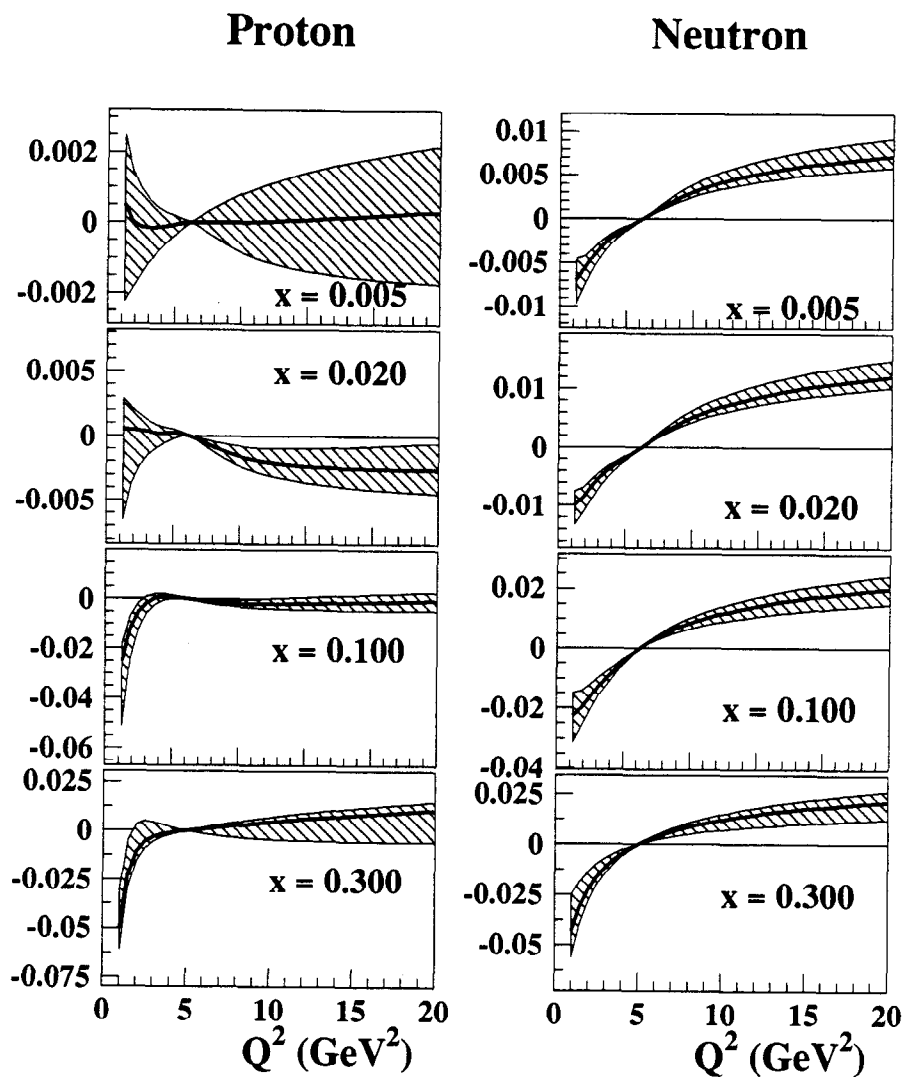 Proton
0.002
0
-0.002
x = 0.005
0.005
0
-0.005
x = 0.020
0
-0.02
-0.04
-0.06
x = 0.100
0.025
0
-0.025
-0.05
-0.075
x = 0.300
0 5 10 15 20
Q² (GeV²)
Neutron
0.01
0.005
0
-0.005
-0.01
x = 0.005
0.01
0
-0.01
x = 0.020
0.02
0
-0.02
-0.04
x = 0.100
0.025
0
-0.025
-0.05
x = 0.300
0 5 10 15 20
Q² (GeV²)